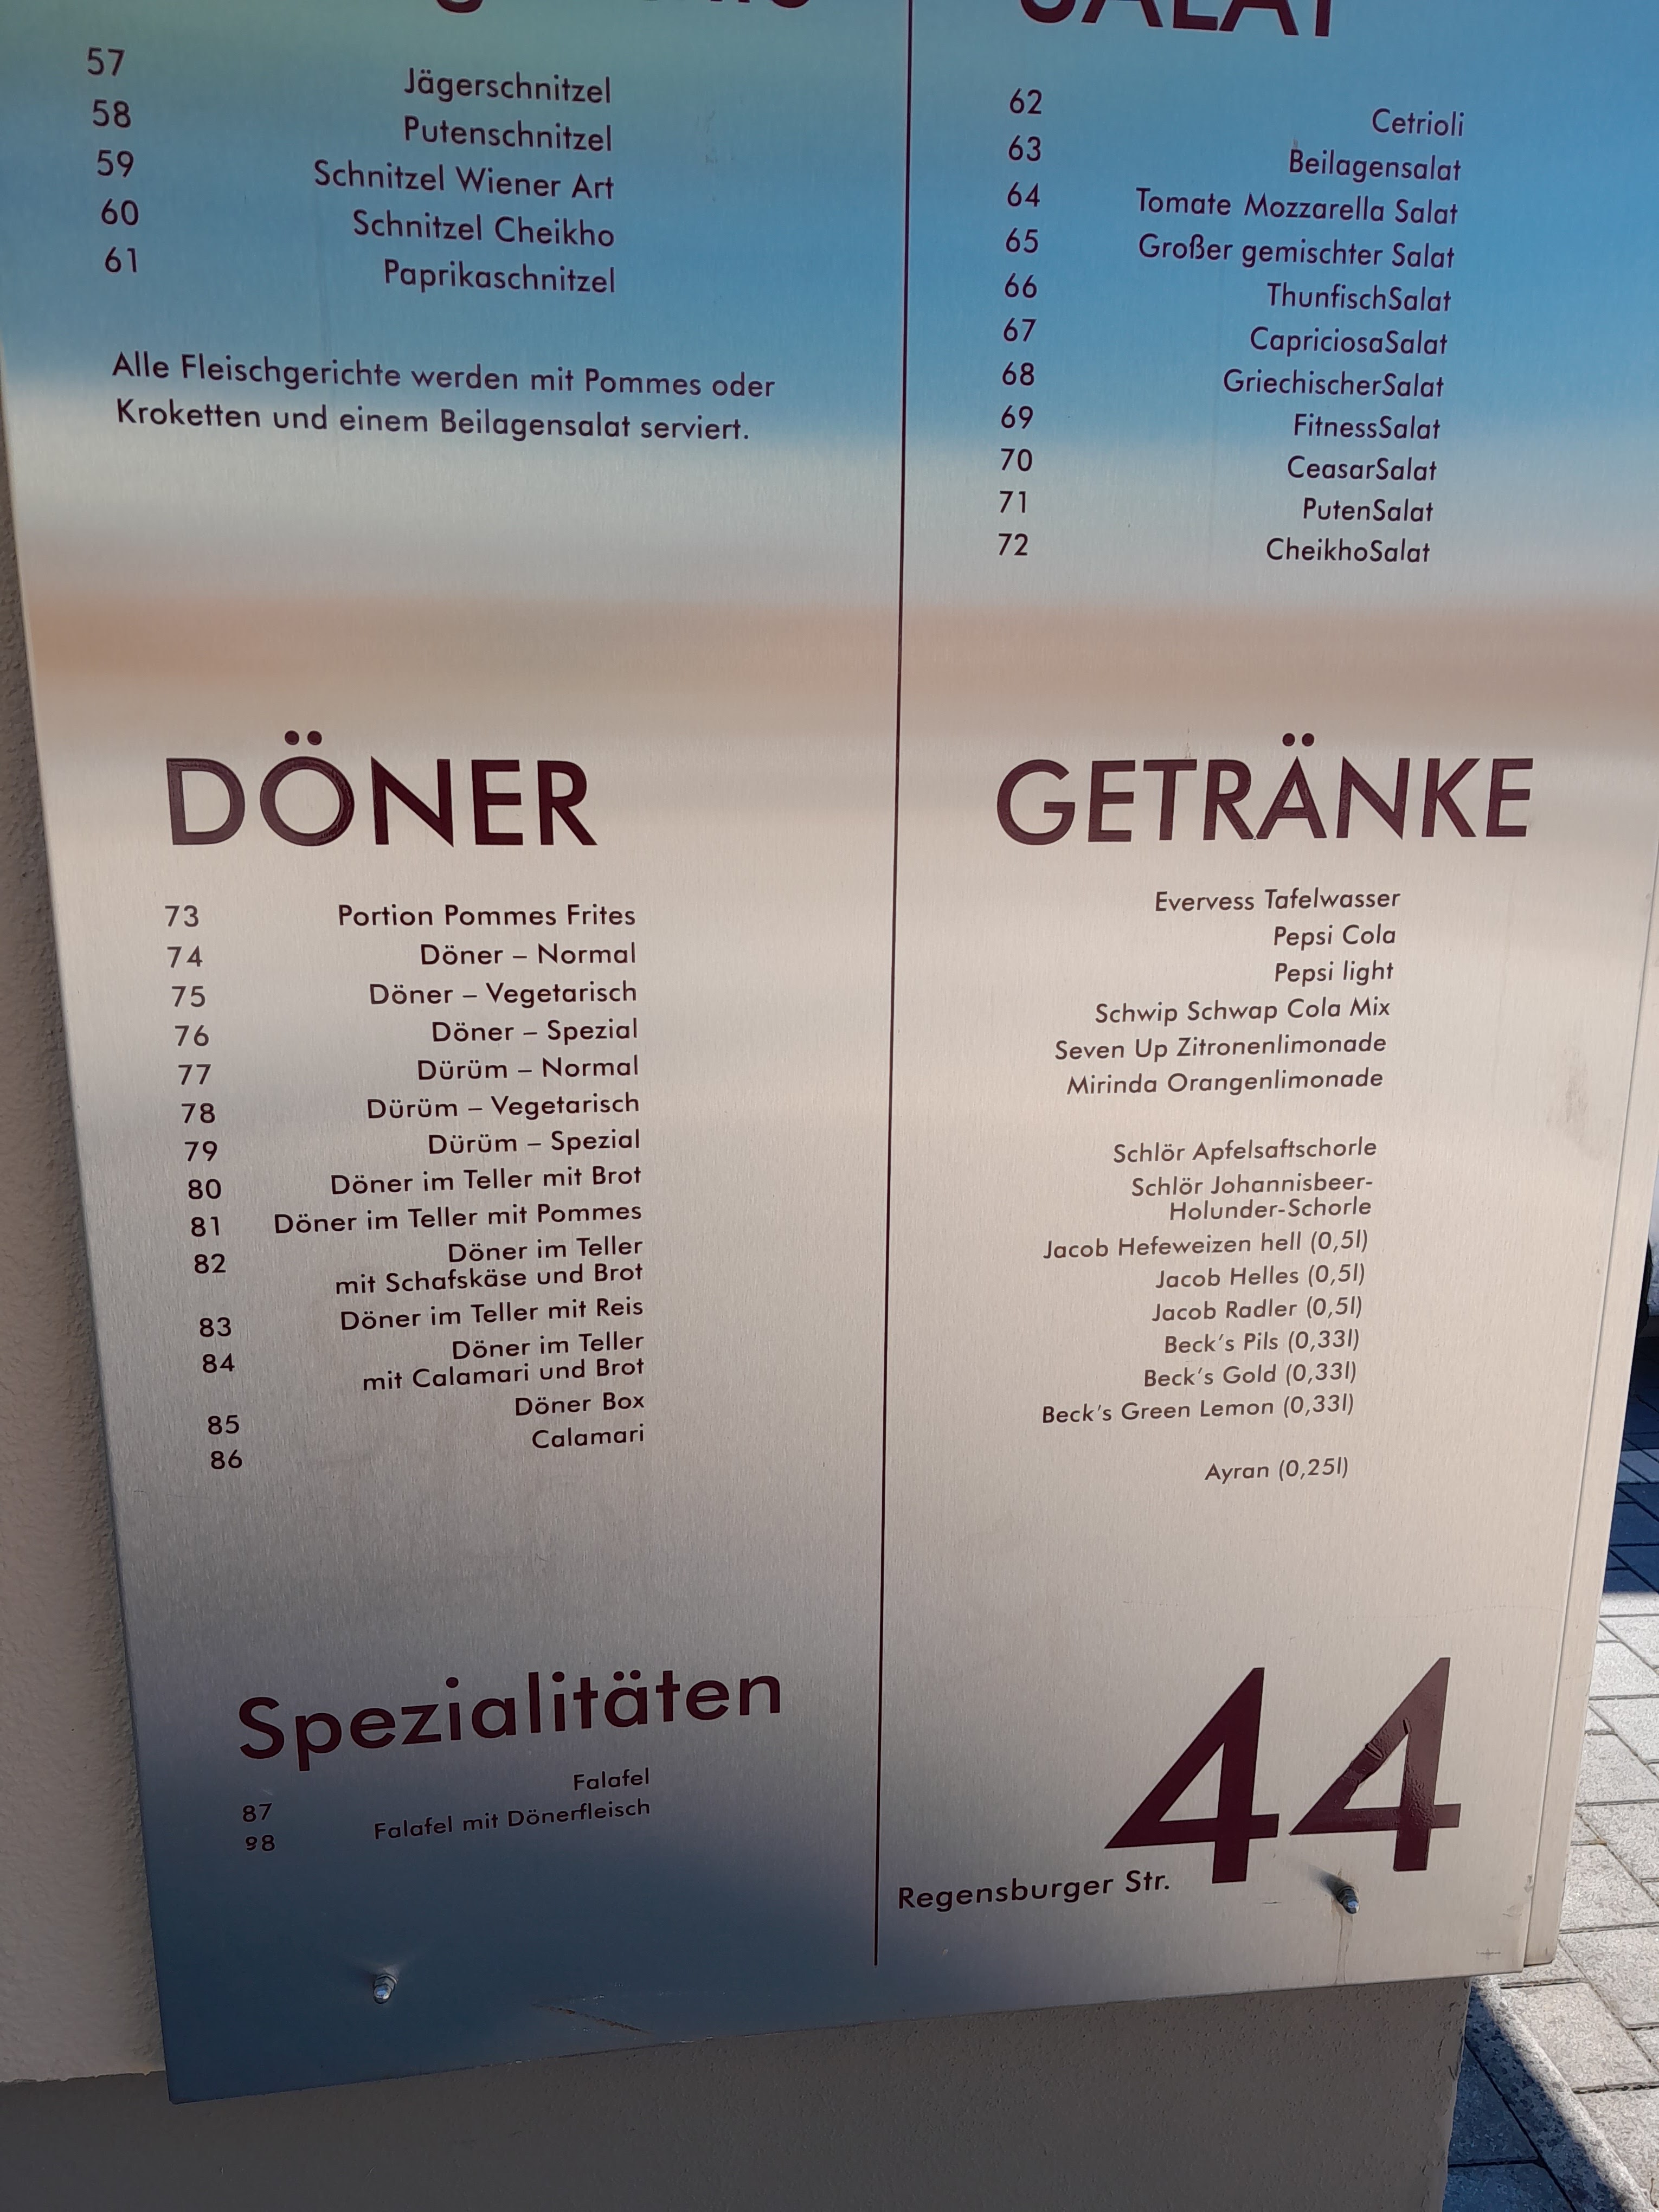 SALAT
57 Jägerschnitzel
58 Putenschnitzel
59 Schnitzel Wiener Art
60 Schnitzel Cheikho
61 Paprikaschnitzel
Alle Fleischgerichte werden mit Pommes oder
Kroketten und einem Beilagensalat serviert.
62 Cetrioli
63 Beilagensalat
64 Tomate Mozzarella Salat
65 Großer gemischter Salat
66 ThunfischSalat
67 CapriciosaSalat
68 GriechischerSalat
69 FitnessSalat
70 CeasarSalat
71 PutenSalat
72 CheikhoSalat
DÖNER
73 Portion Pommes Frites
74 Döner – Normal
75 Döner – Vegetarisch
76 Döner – Spezial
77 Dürüm – Normal
78 Dürüm – Vegetarisch
79 Dürüm – Spezial
80 Döner im Teller mit Brot
81 Döner im Teller mit Pommes
82 Döner im Teller
mit Schafskäse und Brot
83 Döner im Teller mit Reis
84 Döner im Teller
mit Calamari und Brot
85 Döner Box
86 Calamari
GETRÄNKE
Evervess Tafelwasser
Pepsi Cola
Pepsi light
Schwip Schwap Cola Mix
Seven Up Zitronenlimonade
Mirinda Orangenlimonade
Schlör Apfelsaftschorle
Schlör Johannisbeer-
Holunder-Schorle
Jacob Hefeweizen hell (0,5l)
Jacob Helles (0,5l)
Jacob Radler (0,5l)
Beck's Pils (0,33l)
Beck's Gold (0,33l)
Beck's Green Lemon (0,33l)
Ayran (0,25l)
Spezialitäten
87 Falafel
98 Falafel mit Dönerfleisch
Regensburger Str. 44